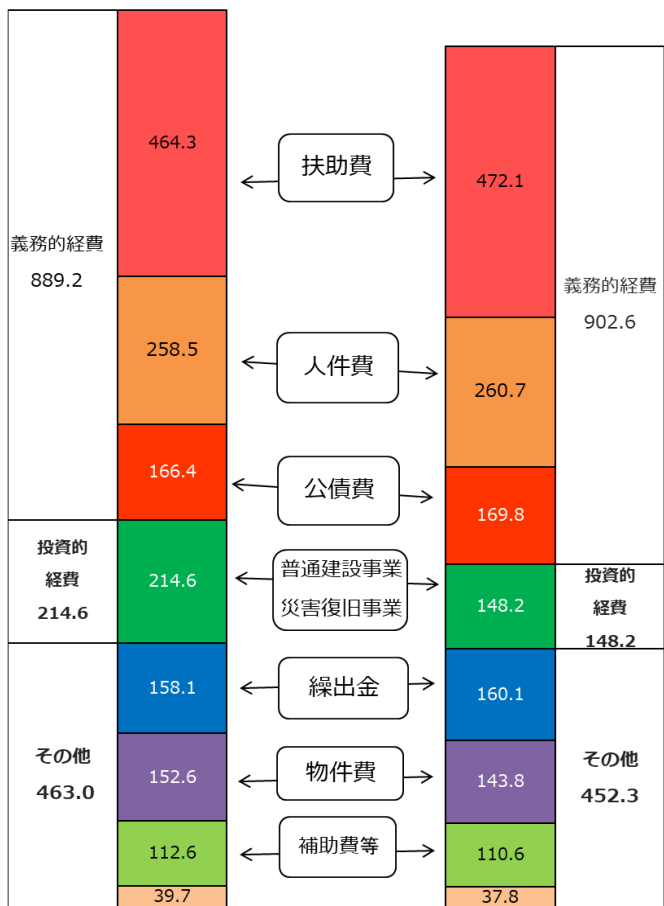 義務的経費
889.2
投資的
経費
214.6
その他
463.0
464.3
258.5
166.4
214.6
158.1
152.6
112.6
39.7
扶助費
人件費
公債費
普通建設事業
災害復旧事業
繰出金
物件費
補助費等
472.1
260.7
169.8
148.2
160.1
143.8
110.6
37.8
義務的経費
902.6
投資的
経費
148.2
その他
452.3